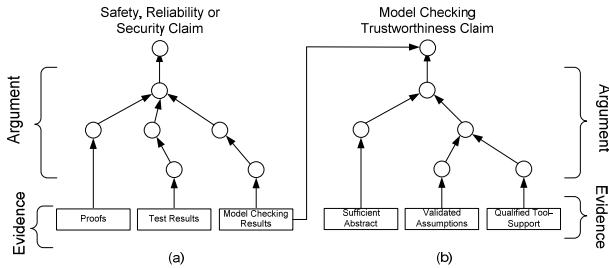 Safety, Reliability or
Security Claim
Model Checking
Trustworthiness Claim
Argument
Argument
Evidence
Proofs
Test Results
Model Checking
Results
Sufficient
Abstract
Validated
Assumptions
Qualified Tool-
Support
Evidence
(a)
(b)